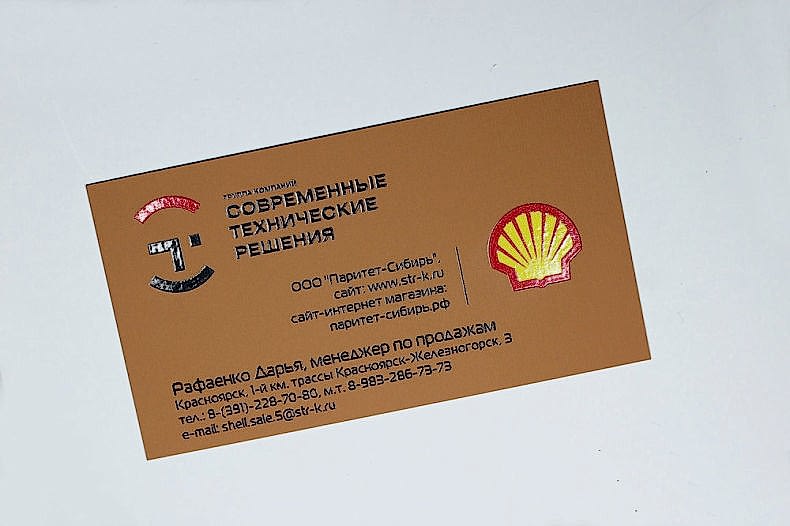 ГРУППА КОМПАНИЙ
СОВРЕМЕННЫЕ
ТЕХНИЧЕСКИЕ
РЕШЕНИЯ
ООО "Паритет-Сибирь",
сайт: www.str-k.ru
сайт-интернет магазина:
паритет-сибирь.рф
Рафаенко Дарья, менеджер по продажам
Красноярск, 1-й км. трассы Красноярск-Железногорск, 3
тел.: 8-(391)-228-70-80, м.т. 8-983-286-73-73
e-mail: shell.sale.5@str-k.ru